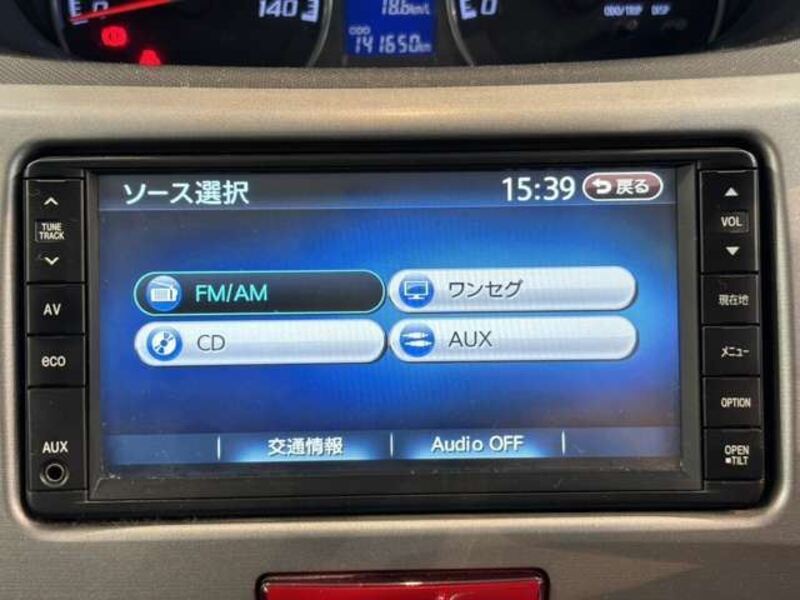 0 140 18.6km/L 0 ODO/TRIP DISP
ODO 141650km
ソース選択 15:39 戻る
TUNE
TRACK
VOL
FM/AM ワンセグ
AV
現在地
CD AUX
eco
メニュー
OPTION
AUX
交通情報 Audio OFF
OPEN
■TILT